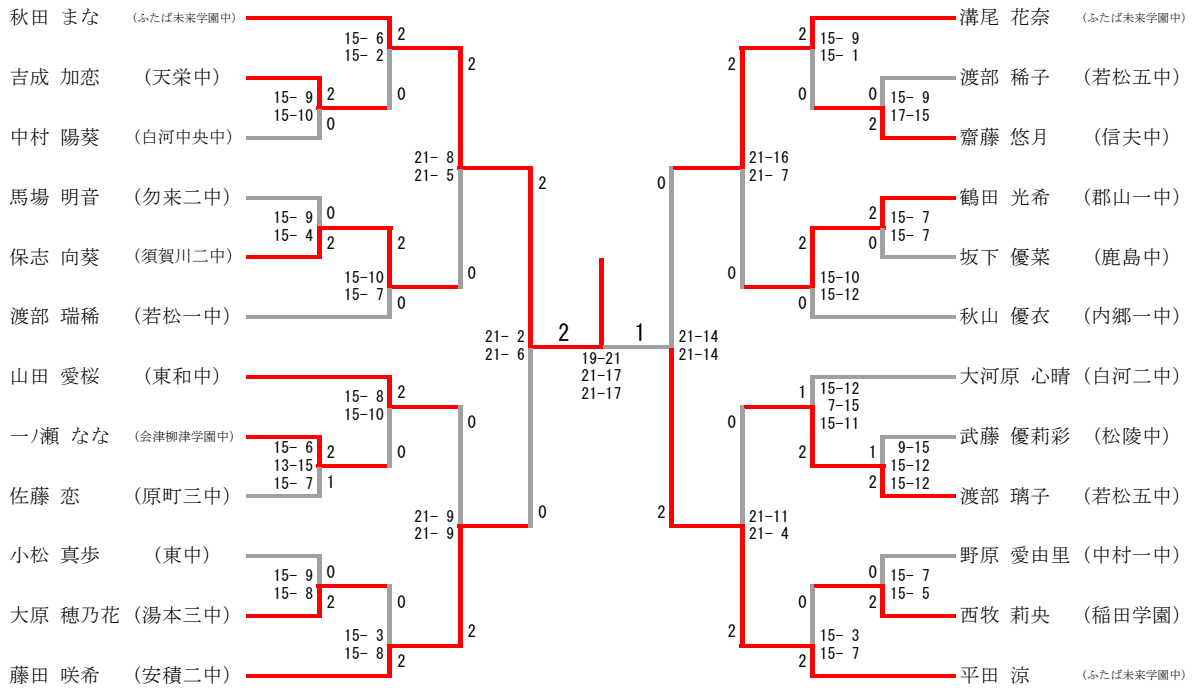 秋田 まな (ふたば未来学園中)
15- 6 2
15- 2
吉成 加恋 (天栄中)
15- 9 2 0
15-10 0
中村 陽葵 (白河中央中)
2
21- 8
21- 5
2
馬場 明音 (勿来二中)
15- 9 0
15- 4 2 2
保志 向葵 (須賀川二中)
15-10 0
15- 7 0
渡部 瑞稀 (若松一中)
21- 2
21- 6
山田 愛桜 (東和中)
15- 8 2
15-10 0
一ノ瀬 なな (会津柳津学園中)
15- 6 2 0
13-15
15- 7 1
佐藤 恋 (原町三中)
21- 9 0
21- 9
小松 真歩 (東中)
15- 9 0
15- 8 2 0
大原 穂乃花 (湯本三中)
15- 3 2
15- 8 2
藤田 咲希 (安積二中)
2 1
19-21
21-17
21-17
溝尾 花奈 (ふたば未来学園中)
2 15- 9
15- 1
2
渡部 稀子 (若松五中)
0 0 15- 9
17-15
2
齋藤 悠月 (信夫中)
21-16
0 21- 7
鶴田 光希 (郡山一中)
2 15- 7
2 0 15- 7
坂下 優菜 (鹿島中)
0 15-10
0 15-12
秋山 優衣 (内郷一中)
21-14
21-14
大河原 心晴 (白河二中)
1 15-12
7-15
0 15-11
武藤 優莉彩 (松陵中)
2 1 9-15
15-12
2 15-12
渡部 璃子 (若松五中)
2 21-11
21- 4
野原 愛由里 (中村一中)
0 15- 7
0 2 15- 5
西牧 莉央 (稲田学園)
2 15- 3
2 15- 7
平田 涼 (ふたば未来学園中)